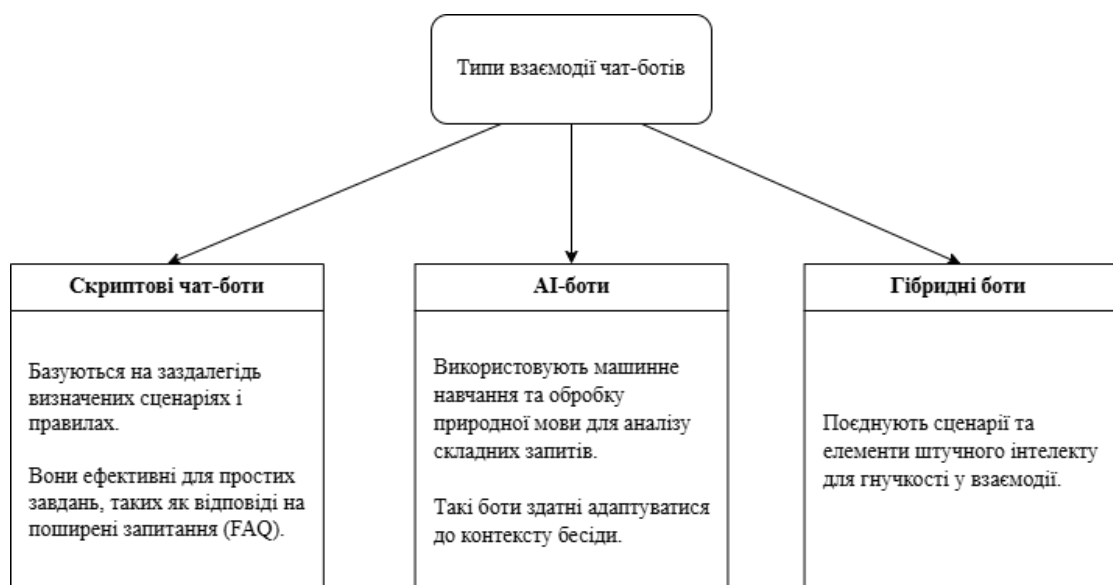 Типи взаємодії чат-ботів
Скриптові чат-боти
Базуються на заздалегідь
визначених сценаріях і
правилах.
Вони ефективні для простих
завдань, таких як відповіді на
поширені запитання (FAQ).
AI-боти
Використовують машинне
навчання та обробку
природної мови для аналізу
складних запитів.
Такі боти здатні адаптуватися
до контексту бесіди.
Гібридні боти
Поєднують сценарії та
елементи штучного інтелекту
для гнучкості у взаємодії.